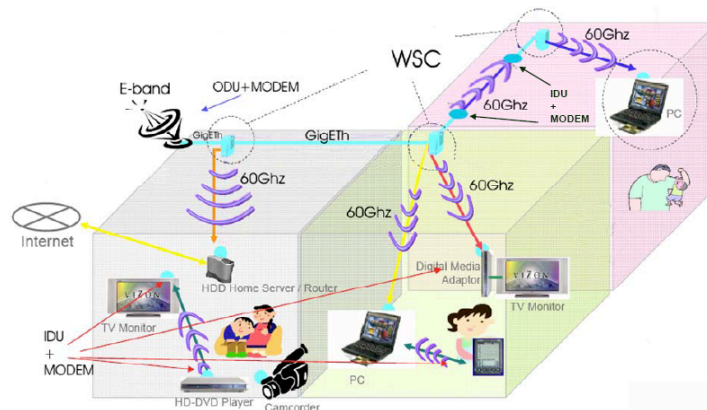 60Ghz
60Ghz
WSC
E-band
ODU+MODEM
IDU
+
MODEM
60Ghz
PC
GigETh
GigETh
60Ghz
60Ghz
60Ghz
Internet
HDD Home Server / Router
Digital Media
Adaptor
TV Monitor
TV Monitor
IDU
+
MODEM
PC
HD-DVD Player
Camcorder